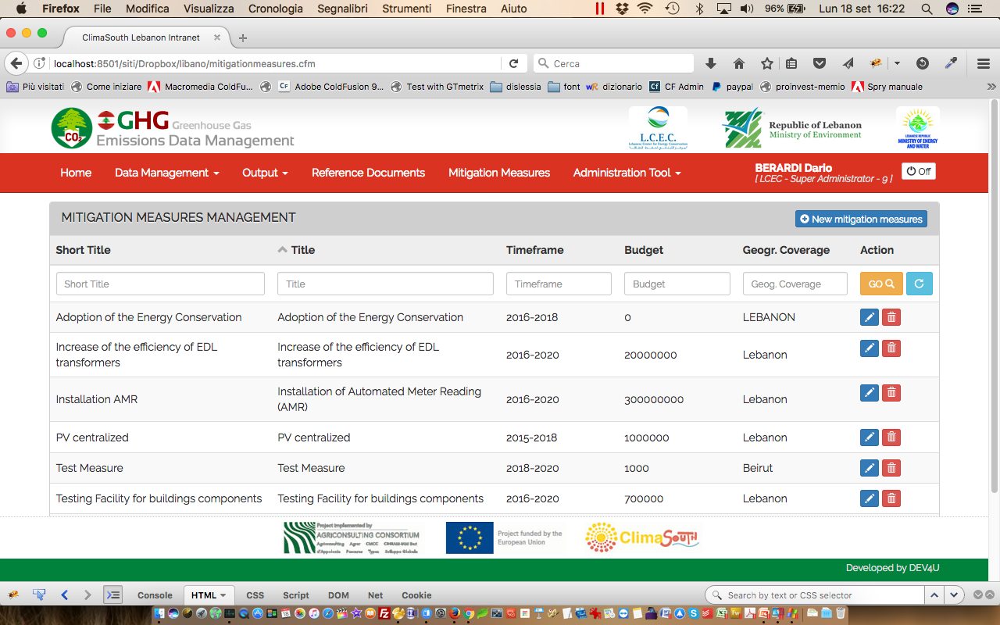 Firefox File Modifica Visualizza Cronologia Segnalibri Strumenti Finestra Aiuto 96% Lun 18 set 16:22
ClimaSouth Lebanon Intranet
localhost:8501/siti/Dropbox/libano/mitigationmeasures.cfm Cerca
Più visitati Come iniziare Macromedia ColdFu... Adobe ColdFusion 9... Test with GTmetrix dislessia font dizionario CF Admin paypal proinvest-memio Spry manuale
CO2 GHG Greenhouse Gas
Emissions Data Management
L.C.E.C.
Lebanese Center for Energy Conservation
Republic of Lebanon
Ministry of Environment
LEBANESE REPUBLIC
MINISTRY OF ENERGY
AND WATER
Home Data Management Output Reference Documents Mitigation Measures Administration Tool
BERARDI Dario
[ LCEC - Super Administrator - 9 ]
Off
MITIGATION MEASURES MANAGEMENT New mitigation measures
Short Title Title Timeframe Budget Geogr. Coverage Action
Short Title Title Timeframe Budget Geog. Coverage GO
Adoption of the Energy Conservation Adoption of the Energy Conservation 2016-2018 0 LEBANON
Increase of the efficiency of EDL transformers Increase of the efficiency of EDL transformers 2016-2020 20000000 Lebanon
Installation AMR Installation of Automated Meter Reading (AMR) 2016-2020 300000000 Lebanon
PV centralized PV centralized 2015-2018 1000000 Lebanon
Test Measure Test Measure 2018-2020 1000 Beirut
Testing Facility for buildings components Testing Facility for buildings components 2016-2020 700000 Lebanon
Project implemented by
AGRICONSULTING CONSORTIUM
Agriconsulting Agrer CMCC CIHEAM-IAM Bari
d'Appolonia Pescares Typsa Sviluppo Globale
Project funded by the
European Union
ClimaSouth
Developed by DEV4U
Console HTML CSS Script DOM Net Cookie Search by text or CSS selector